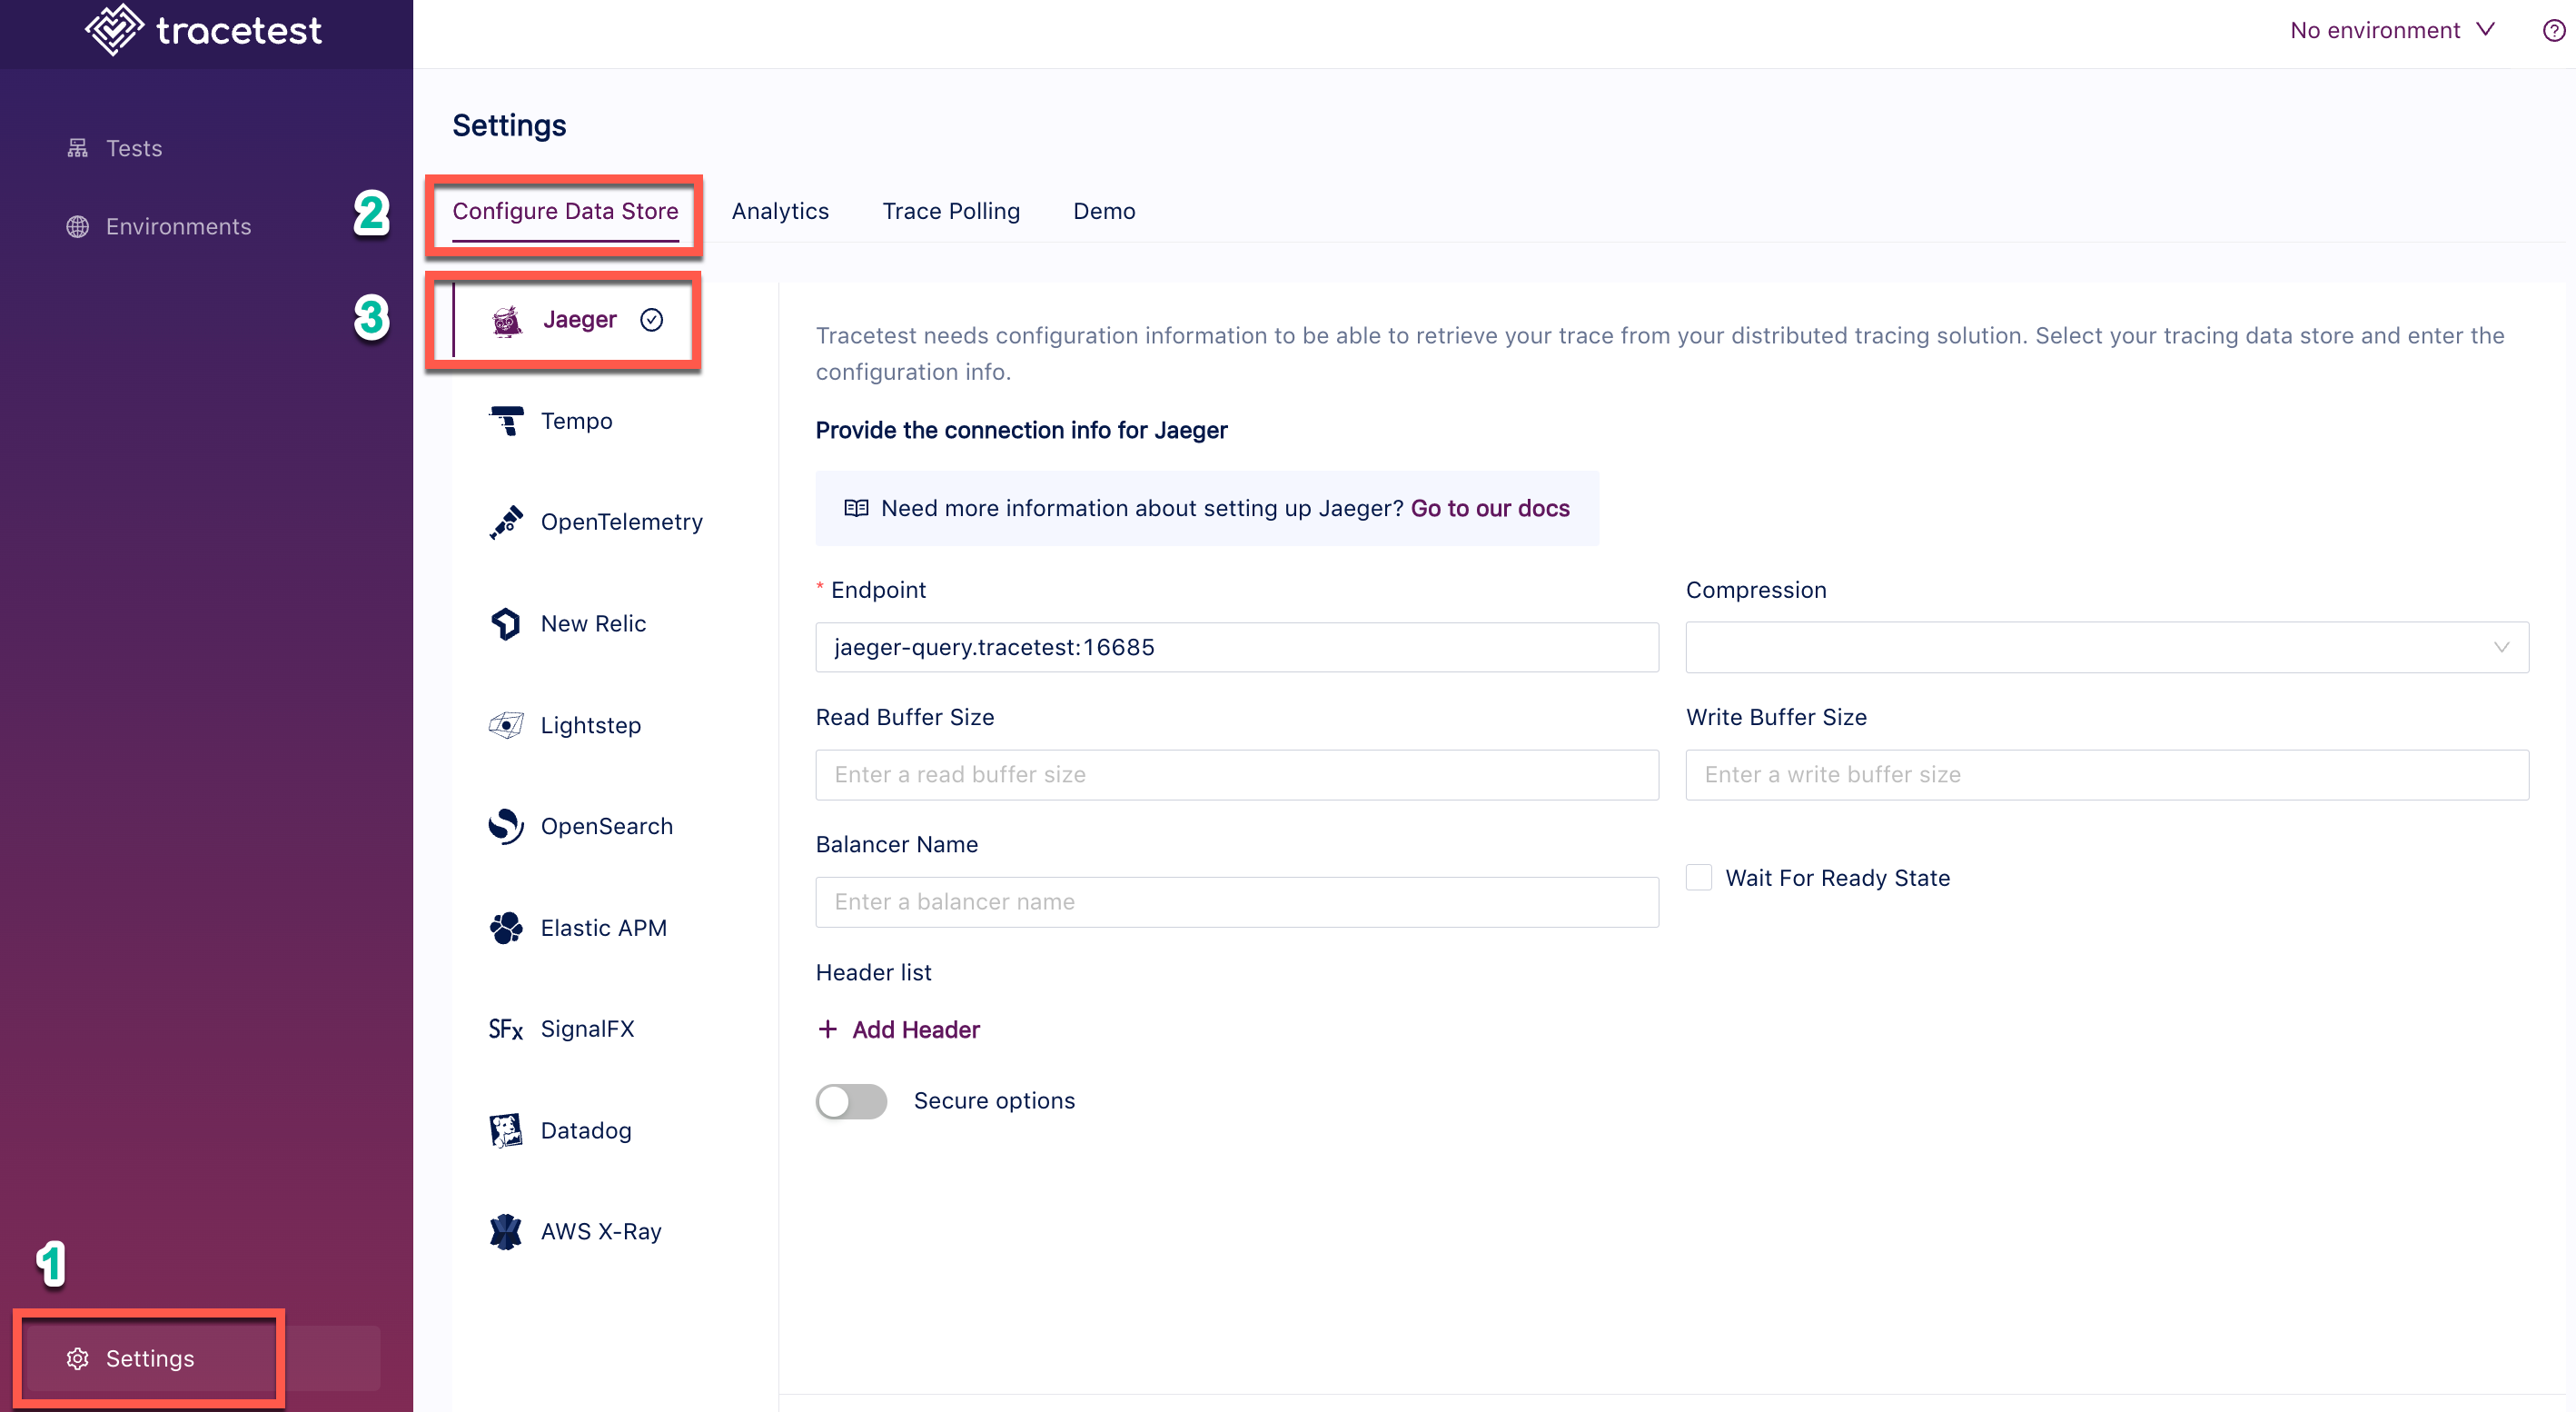 tracetest
No environment
Tests
Environments
Settings
2
Configure Data Store
Analytics
Trace Polling
Demo
3
Jaeger
Tempo
OpenTelemetry
New Relic
Lightstep
OpenSearch
Elastic APM
SFx SignalFX
Datadog
AWS X-Ray
Tracetest needs configuration information to be able to retrieve your trace from your distributed tracing solution. Select your tracing data store and enter the
configuration info.
Provide the connection info for Jaeger
Need more information about setting up Jaeger? Go to our docs
* Endpoint
jaeger-query.tracetest:16685
Compression
Read Buffer Size
Enter a read buffer size
Write Buffer Size
Enter a write buffer size
Balancer Name
Enter a balancer name
Wait For Ready State
Header list
+ Add Header
Secure options
1
Settings